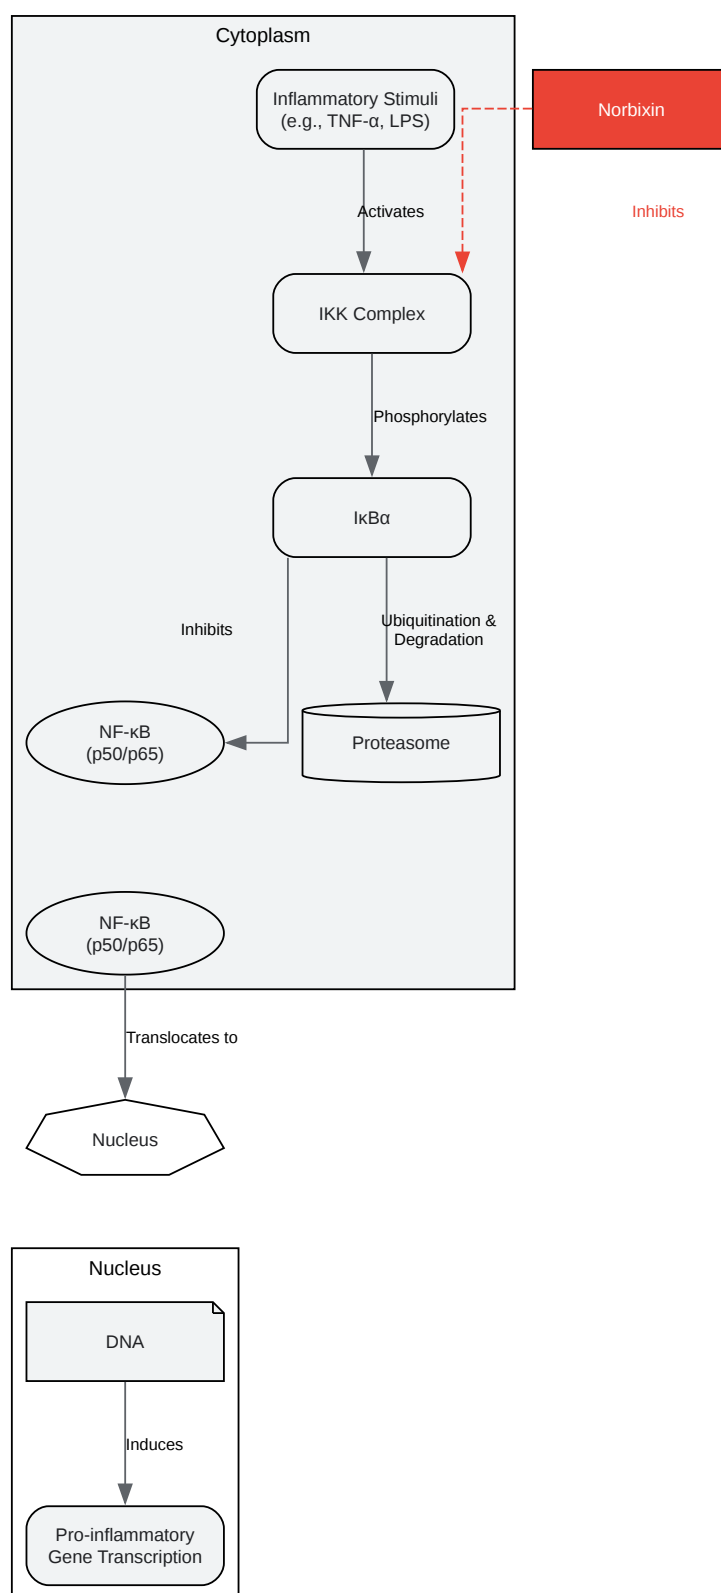 Cytoplasm
Inflammatory Stimuli
(e.g., TNF-α, LPS)
Norbixin
Activates
Inhibits
IKK Complex
Phosphorylates
IκBα
Inhibits
Ubiquitination &
Degradation
NF-κB
(p50/p65)
Proteasome
NF-κB
(p50/p65)
Translocates to
Nucleus
Nucleus
DNA
Induces
Pro-inflammatory
Gene Transcription